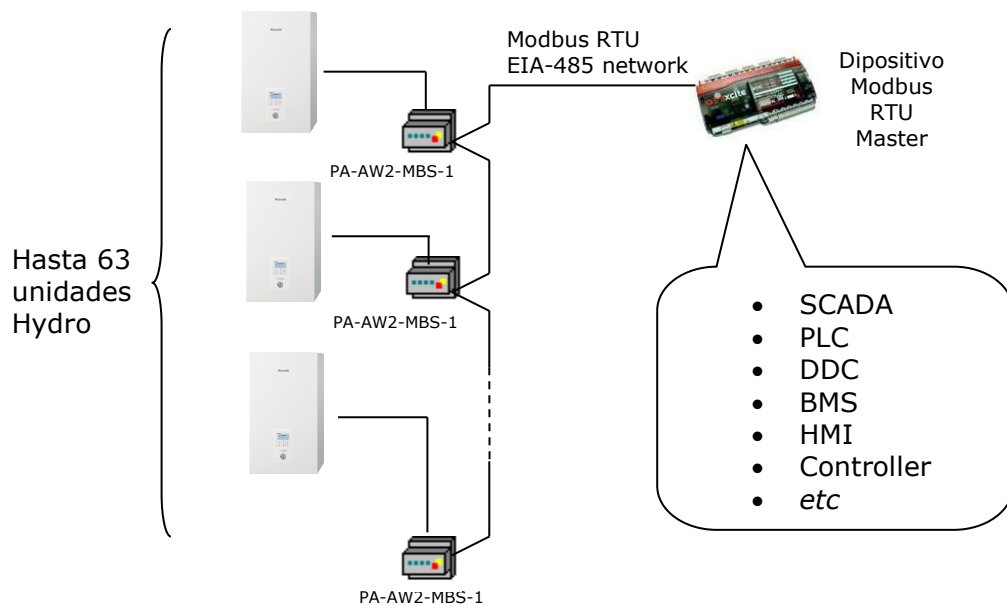 Modbus RTU
EIA-485 network
Dipositivo
Modbus
RTU
Master
PA-AW2-MBS-1
Hasta 63
unidades
Hydro
PA-AW2-MBS-1
• SCADA
• PLC
• DDC
• BMS
• HMI
• Controller
• etc
PA-AW2-MBS-1